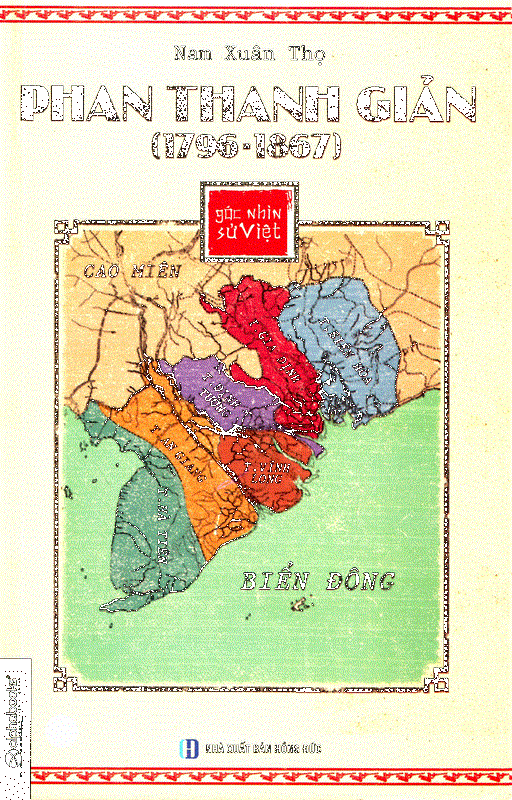 Nam Xuân Thọ
PHAN THANH GIẢN
(1796-1867)
góc nhìn
sử việt
CAO MIÊN
T. GIA ĐỊNH
T. BIÊN HÒA
T. ĐỊNH
TƯỜNG
T. AN GIANG
T. VĨNH
LONG
T. HÀ TIÊN
BIỂN ĐÔNG
alphabooks
NHÀ XUẤT BẢN HỒNG ĐỨC